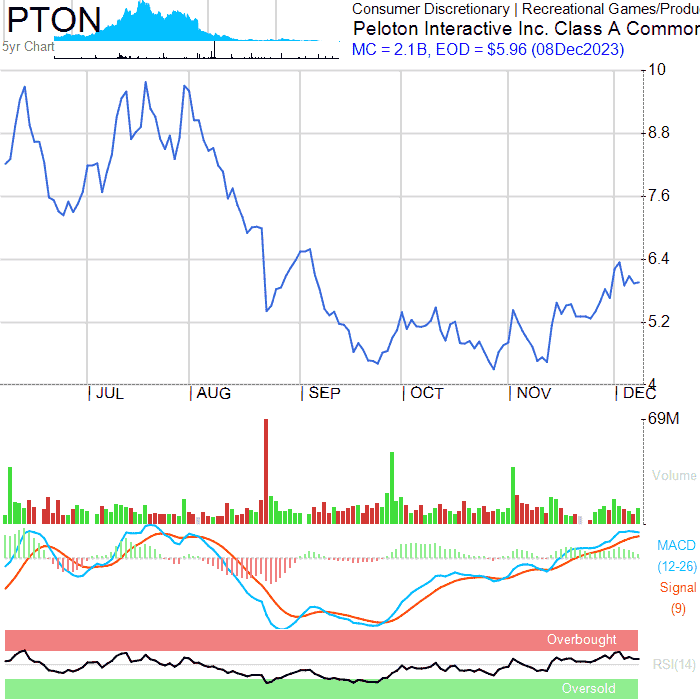 PTON
Consumer Discretionary | Recreational Games/Produ
Peloton Interactive Inc. Class A Common
5yr Chart
MC = 2.1B, EOD = $5.96 (08Dec2023)
10
8.8
7.6
6.4
5.2
4
JUL AUG SEP OCT NOV DEC
69M
Volume
MACD
(12-26)
Signal
(9)
Overbought
RSI(14)
Oversold